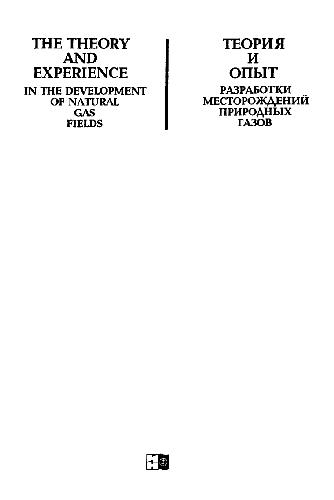 THE THEORY
AND
EXPERIENCE
IN THE DEVELOPMENT
OF NATURAL
GAS
FIELDS
ТЕОРИЯ
И
ОПЫТ
РАЗРАБОТКИ
МЕСТОРОЖДЕНИЙ
ПРИРОДНЫХ
ГАЗОВ